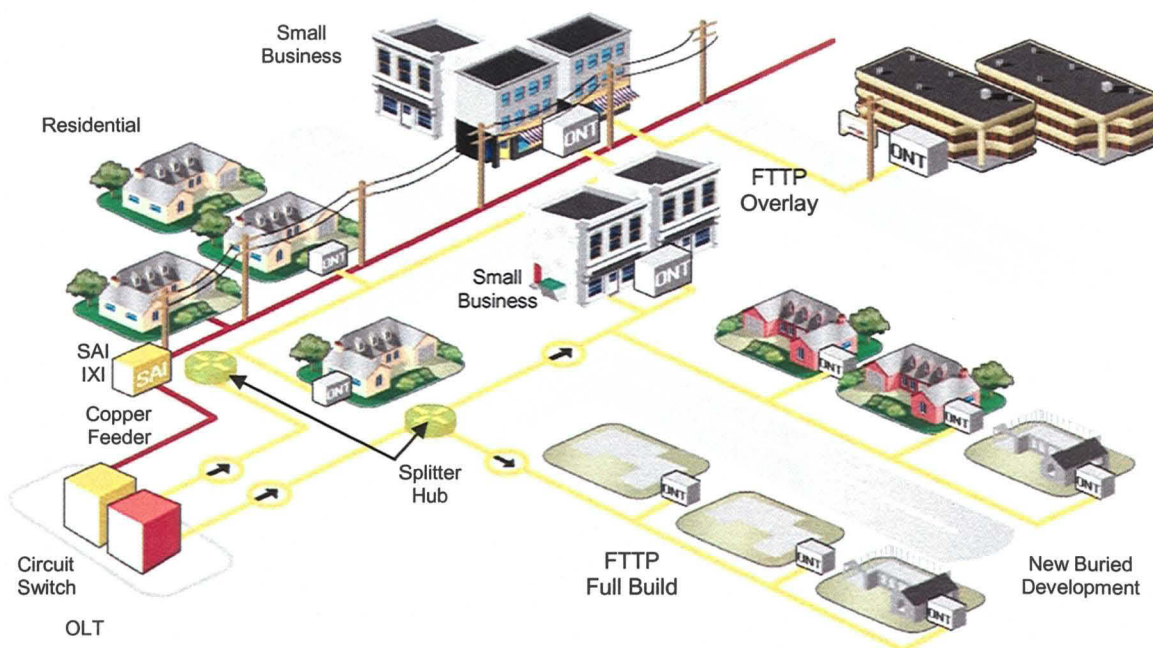 Small
Business
Residential
ONT
ONT
FTTP
Overlay
ONT
Small
Business
ONT
SAI
IXI
SAI
ONT
ONT
Copper
Feeder
Splitter
Hub
ONT
ONT
ONT
ONT
ONT
Circuit
Switch
FTTP
Full Build
New Buried
Development
ONT
OLT